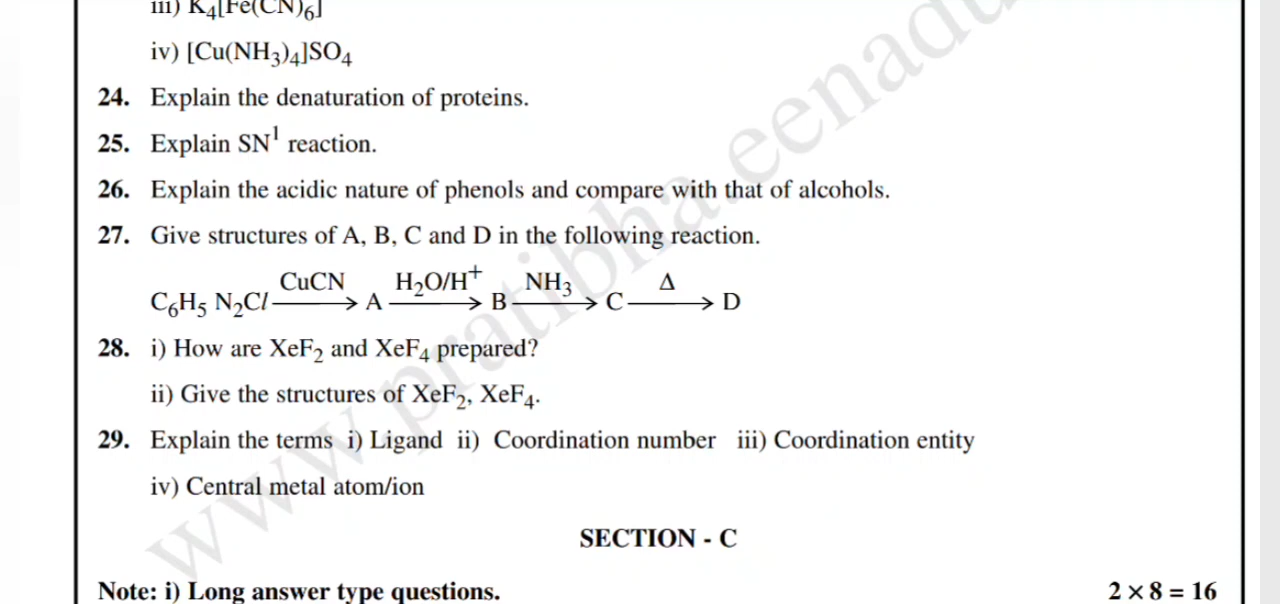 iii) K₄[Fe(CN)₆]
iv) [Cu(NH₃)₄]SO₄
24. Explain the denaturation of proteins.
25. Explain SN¹ reaction.
26. Explain the acidic nature of phenols and compare with that of alcohols.
27. Give structures of A, B, C and D in the following reaction.
C₆H₅ N₂Cl —CuCN→ A —H₂O/H⁺→ B —NH₃→ C —Δ→ D
28. i) How are XeF₂ and XeF₄ prepared?
ii) Give the structures of XeF₂, XeF₄.
29. Explain the terms i) Ligand ii) Coordination number iii) Coordination entity
iv) Central metal atom/ion
SECTION - C
Note: i) Long answer type questions. 2 × 8 = 16
www.pratibha.eenadu